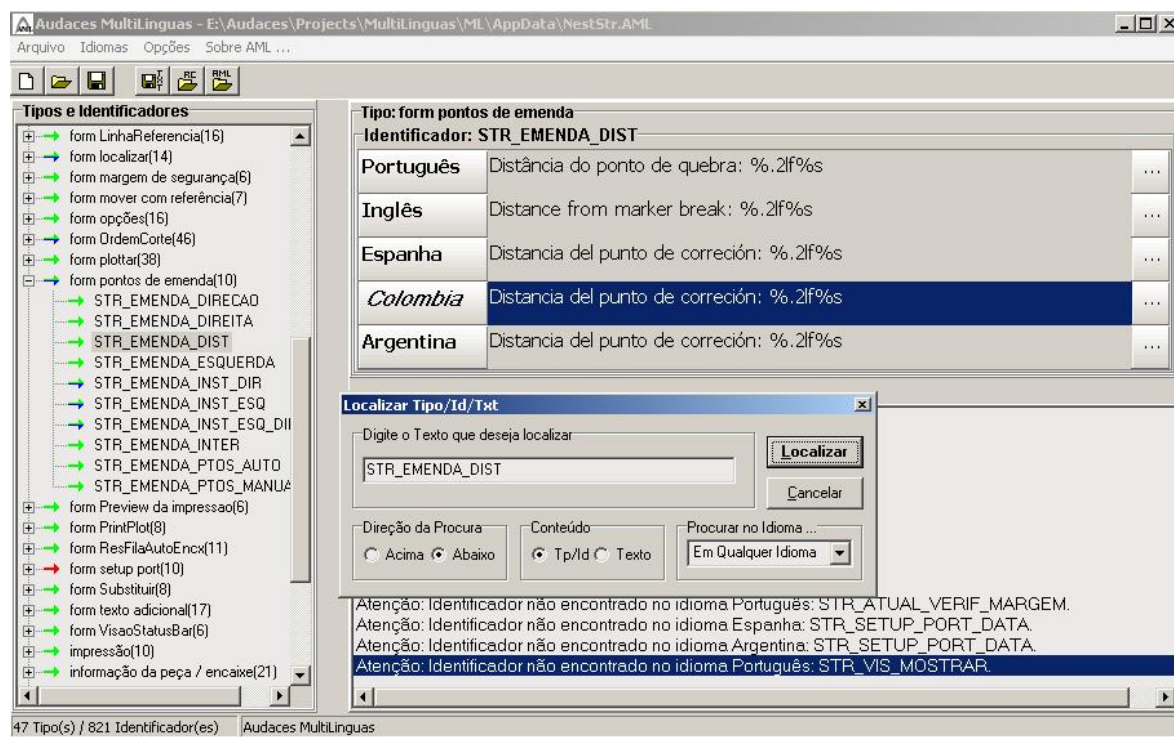 Audaces MultiLinguas - E:\Audaces\Projects\MultiLinguas\ML\AppData\NestStr.AML
Arquivo Idiomas Opções Sobre AML ...
RC AML
Tipos e Identificadores
form LinhaReferencia(16)
form localizar(14)
form margem de segurança(6)
form mover com referência(7)
form opções(16)
form OrdemCorte(46)
form plottar(38)
form pontos de emenda(10)
STR_EMENDA_DIRECAO
STR_EMENDA_DIREITA
STR_EMENDA_DIST
STR_EMENDA_ESQUERDA
STR_EMENDA_INST_DIR
STR_EMENDA_INST_ESQ
STR_EMENDA_INST_ESQ_DII
STR_EMENDA_INTER
STR_EMENDA_PTOS_AUTO
STR_EMENDA_PTOS_MANUA
form Preview da impressao(6)
form PrintPlot(8)
form ResFilaAutoEncx(11)
form setup port(10)
form Substituir(8)
form texto adicional(17)
form VisaoStatusBar(6)
impressão(10)
informação da peça / encaixe(21)
Tipo: form pontos de emenda
Identificador: STR_EMENDA_DIST
Português Distância do ponto de quebra: %.2lf%s ...
Inglês Distance from marker break: %.2lf%s ...
Espanha Distancia del punto de correción: %.2lf%s ...
Colombia Distancia del punto de correción: %.2lf%s ...
Argentina Distancia del punto de correción: %.2lf%s ...
Localizar Tipo/Id/Txt
Digite o Texto que deseja localizar
STR_EMENDA_DIST
Localizar
Cancelar
Direção da Procura
Acima Abaixo
Conteúdo
Tp/Id Texto
Procurar no Idioma ...
Em Qualquer Idioma
Atenção: Identificador não encontrado no idioma Português: STR_ATUAL_VERIF_MARGEM.
Atenção: Identificador não encontrado no idioma Espanha: STR_SETUP_PORT_DATA.
Atenção: Identificador não encontrado no idioma Argentina: STR_SETUP_PORT_DATA.
Atenção: Identificador não encontrado no idioma Português: STR_VIS_MOSTRAR.
47 Tipo(s) / 821 Identificador(es) Audaces MultiLinguas